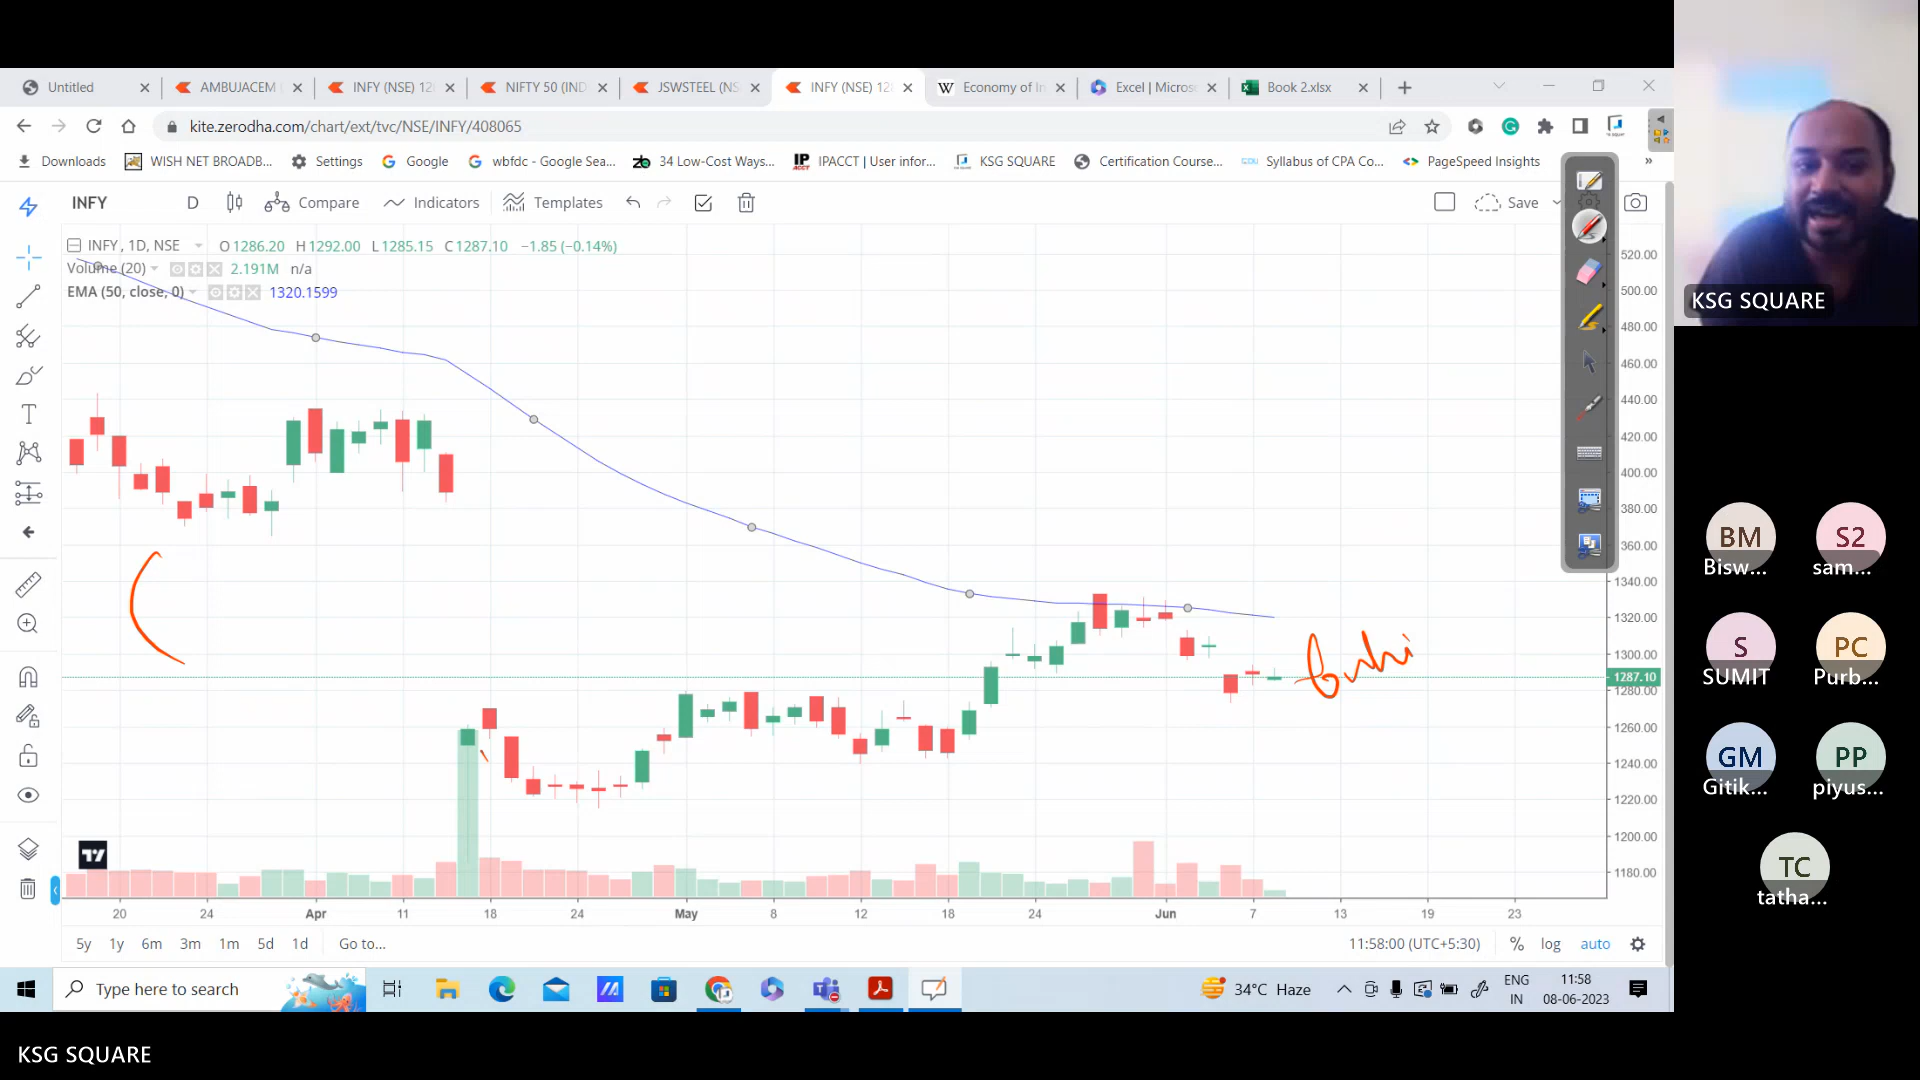 Untitled
AMBUJACEM (
INFY (NSE) 12
NIFTY 50 (IND
JSWSTEEL (NS
INFY (NSE) 12
W Economy of In
Excel | Micros
Book 2.xlsx
kite.zerodha.com/chart/ext/tvc/NSE/INFY/408065
Downloads
WISH NET BROADB...
Settings
Google
wbfdc - Google Sea...
34 Low-Cost Ways...
IPACCT | User infor...
KSG SQUARE
Certification Course...
Syllabus of CPA Co...
PageSpeed Insights
»
INFY D Compare Indicators Templates Save
INFY, 1D, NSE O1286.20 H1292.00 L1285.15 C1287.10 −1.85 (−0.14%)
Volume (20) 2.191M n/a
EMA (50, close, 0) 1320.1599
520.00
500.00
480.00
460.00
440.00
420.00
400.00
380.00
360.00
1340.00
1320.00
1300.00
1287.10
1280.00
1260.00
1240.00
1220.00
1200.00
1180.00
20 24 Apr 11 18 24 May 8 12 18 24 Jun 7 13 19 23
5y 1y 6m 3m 1m 5d 1d Go to... 11:58:00 (UTC+5:30) % log auto
Type here to search
34°C Haze
ENG
IN
11:58
08-06-2023
KSG SQUARE
BM
Bisw...
S2
sam...
S
SUMIT
PC
Purb...
GM
Gitik...
PP
piyus...
TC
tatha...
KSG SQUARE